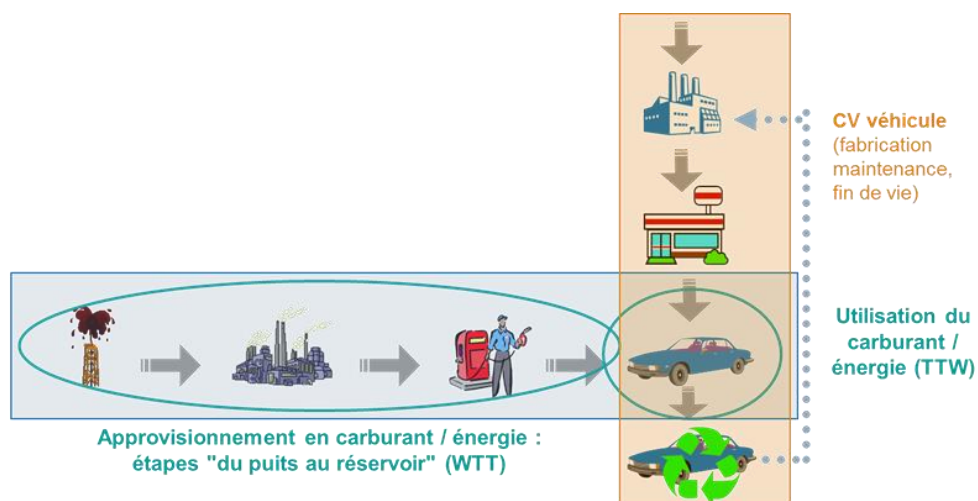 CV véhicule
(fabrication
maintenance,
fin de vie)
Utilisation du
carburant /
énergie (TTW)
Approvisionnement en carburant / énergie :
étapes "du puits au réservoir" (WTT)